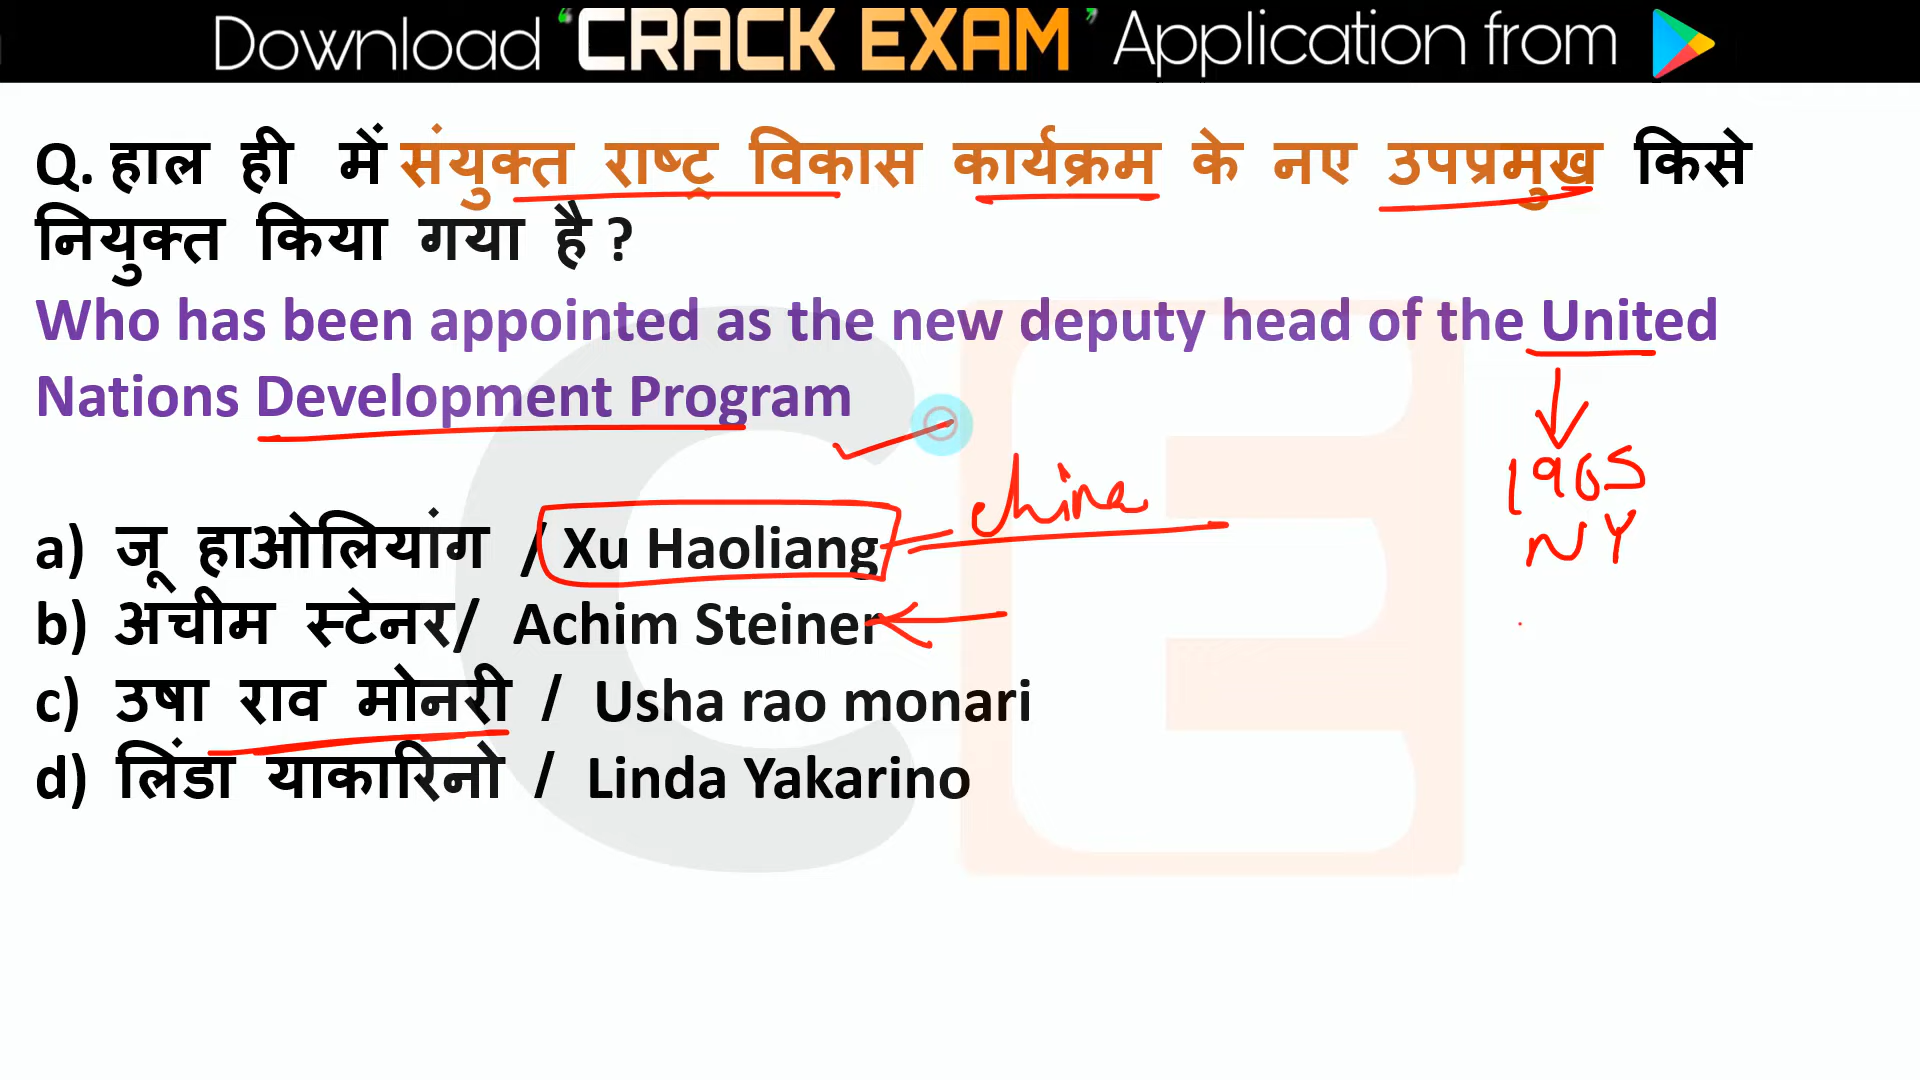 Download ‘CRACK EXAM’ Application from
Q. हाल ही में संयुक्त राष्ट्र विकास कार्यक्रम के नए उपप्रमुख किसे
नियुक्त किया गया है ?
Who has been appointed as the new deputy head of the United
Nations Development Program
1965
NY
china
a) जू हाओलियांग / Xu Haoliang
b) अचीम स्टेनर/ Achim Steiner
c) उषा राव मोनरी / Usha rao monari
d) लिंडा याकारिनो / Linda Yakarino
CE